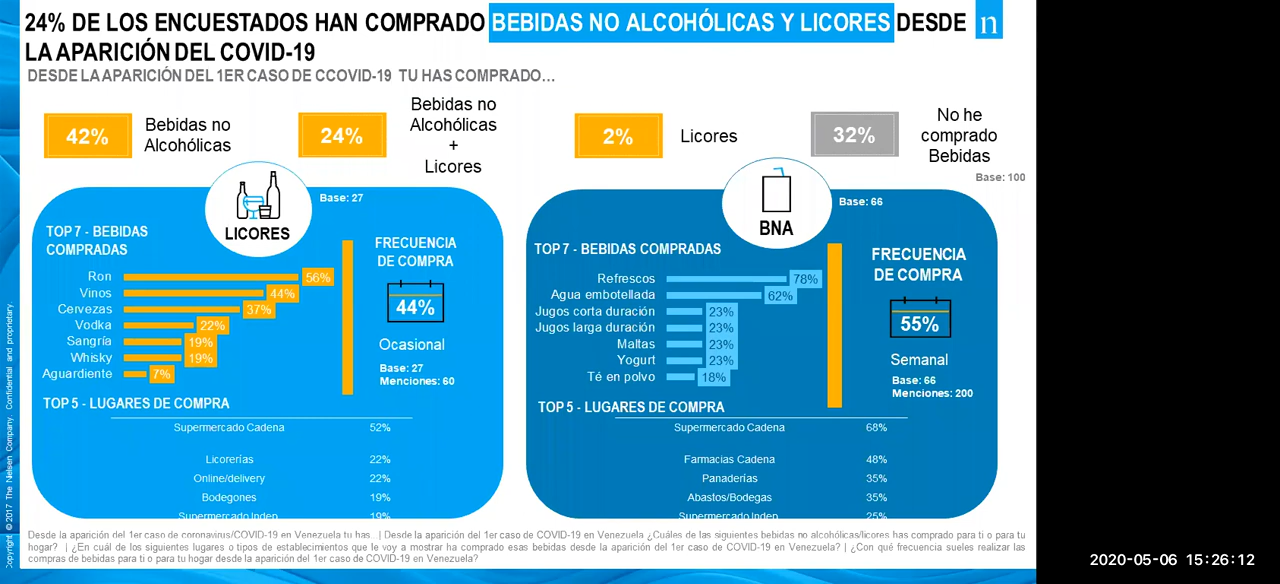 24% DE LOS ENCUESTADOS HAN COMPRADO BEBIDAS NO ALCOHÓLICAS Y LICORES DESDE
LA APARICIÓN DEL COVID-19
n
DESDE LA APARICIÓN DEL 1ER CASO DE CCOVID-19 TU HAS COMPRADO…
42%
Bebidas no
Alcohólicas
24%
Bebidas no
Alcohólicas
+
Licores
2%
Licores
32%
No he
comprado
Bebidas
Base: 100
LICORES
Base: 27
TOP 7 - BEBIDAS
COMPRADAS
Ron 56%
Vinos 44%
Cervezas 37%
Vodka 22%
Sangría 19%
Whisky 19%
Aguardiente 7%
FRECUENCIA
DE COMPRA
44%
Ocasional
Base: 27
Menciones: 60
TOP 5 - LUGARES DE COMPRA
Supermercado Cadena 52%
Licorerías 22%
Online/delivery 22%
Bodegones 19%
Supermercado Indep 19%
BNA
Base: 66
TOP 7 - BEBIDAS COMPRADAS
Refrescos 78%
Agua embotellada 62%
Jugos corta duración 23%
Jugos larga duración 23%
Maltas 23%
Yogurt 23%
Té en polvo 18%
FRECUENCIA
DE COMPRA
55%
Semanal
Base: 66
Menciones: 200
TOP 5 - LUGARES DE COMPRA
Supermercado Cadena 68%
Farmacias Cadena 48%
Panaderías 35%
Abastos/Bodegas 35%
Supermercado Indep 25%
Desde la aparición del 1er caso de coronavirus/COVID-19 en Venezuela tu has... | Desde la aparición del 1er caso de COVID-19 en Venezuela ¿Cuáles de las siguientes bebidas no alcohólicas/licores has comprado para ti o para tu
hogar? | ¿En cuál de los siguientes lugares o tipos de establecimientos que le voy a mostrar ha comprado esas bebidas desde la aparición del 1er caso de COVID-19 en Venezuela? | ¿Con qué frecuencia sueles realizar las
compras de bebidas para ti o para tu hogar desde la aparición del 1er caso de COVID-19 en Venezuela?
Copyright © 2017 The Nielsen Company. Confidential and proprietary.
2020-05-06 15:26:12